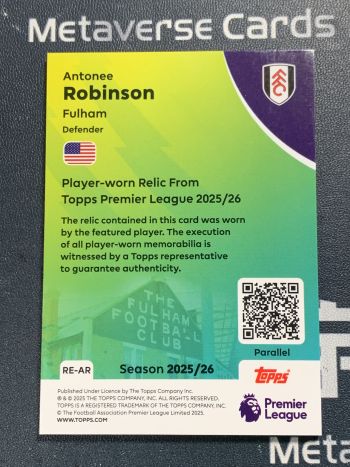 Metaverse Cards
Antonee
Robinson
Fulham
Defender
FFC
Player-worn Relic From
Topps Premier League 2025/26
The relic contained in this card was worn
by the featured player. The execution
of all player-worn memorabilia is
witnessed by a Topps representative
to guarantee authenticity.
THE
FULHAM
FOOTBALL
CLUB
Parallel
RE-AR
Season 2025/26
topps
Published Under Licence by The Topps Company Inc.
® & © 2025 THE TOPPS COMPANY, INC. ALL RIGHTS RESERVED.
TOPPS IS A REGISTERED TRADEMARK OF THE TOPPS COMPANY, INC.
© The Football Association Premier League Limited 2025.
WWW.TOPPS.COM
Premier
League
Meta